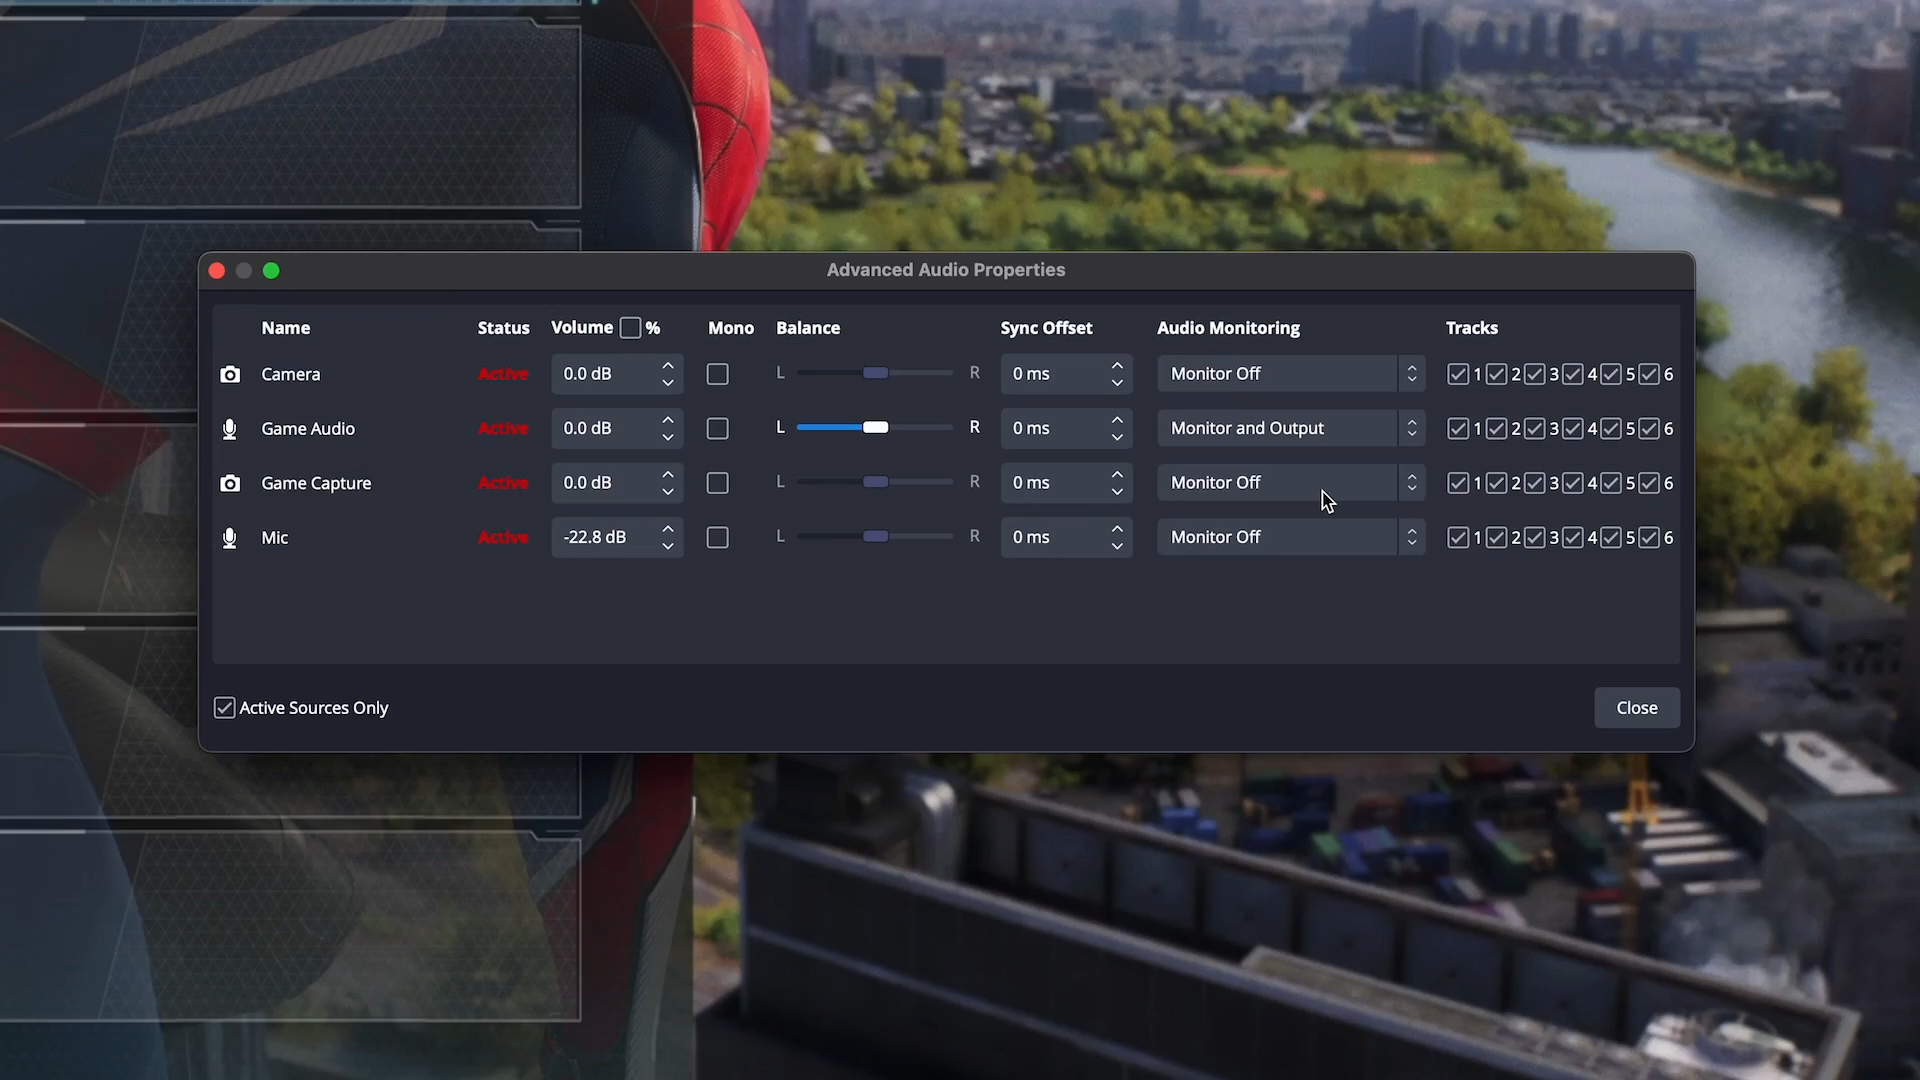 Advanced Audio Properties
Name Status Volume % Mono Balance Sync Offset Audio Monitoring Tracks
Camera Active 0.0 dB L R 0 ms Monitor Off 1 2 3 4 5 6
Game Audio Active 0.0 dB L R 0 ms Monitor and Output 1 2 3 4 5 6
Game Capture Active 0.0 dB L R 0 ms Monitor Off 1 2 3 4 5 6
Mic Active -22.8 dB L R 0 ms Monitor Off 1 2 3 4 5 6
Active Sources Only Close